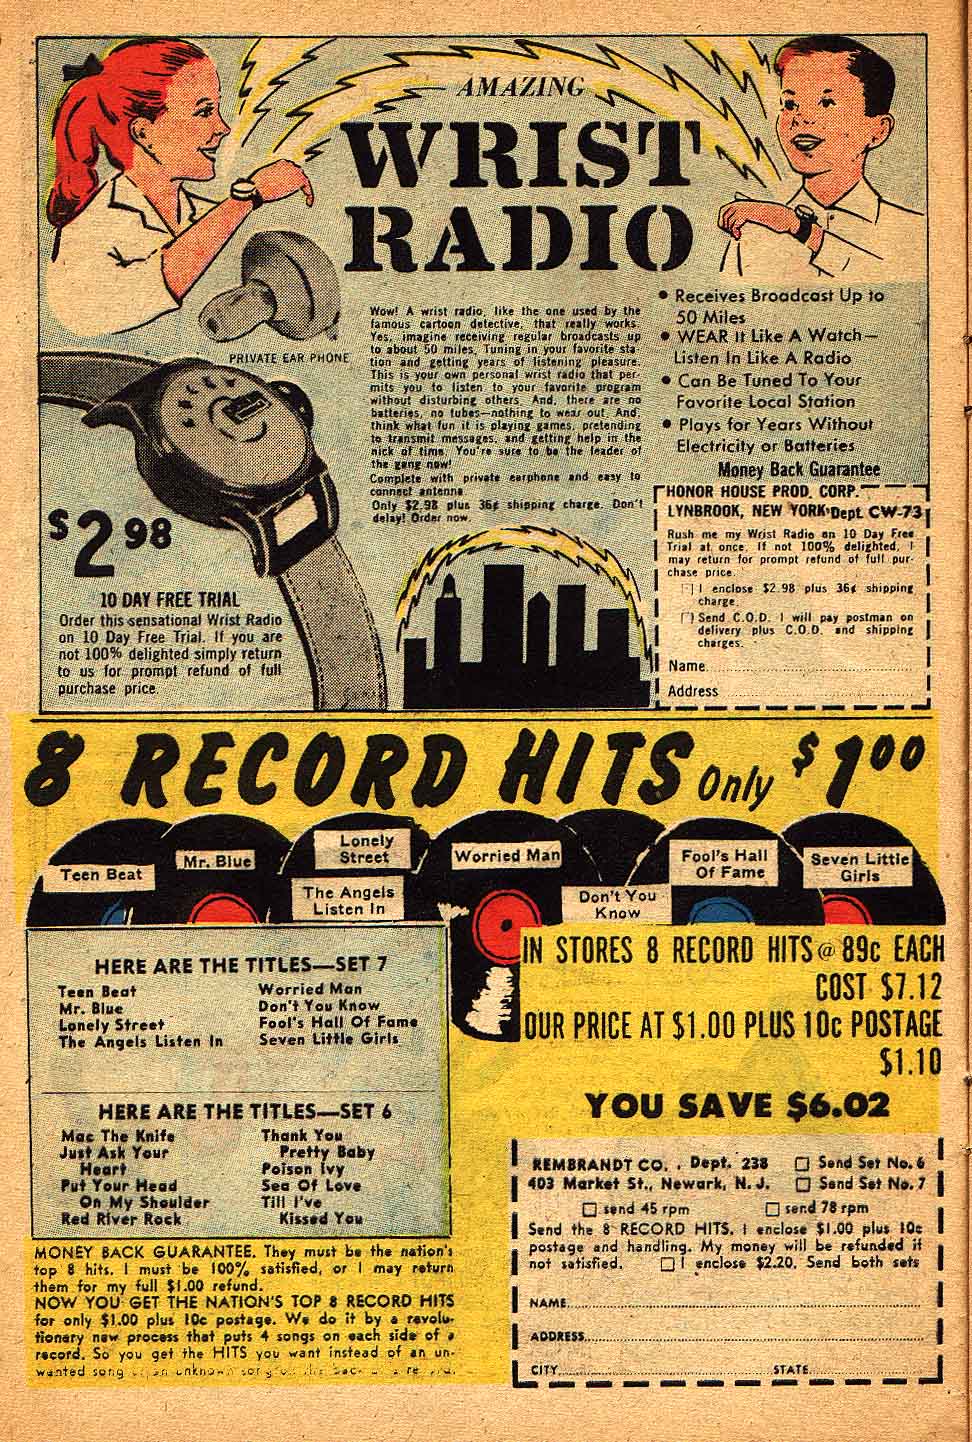 AMAZING
WRIST
RADIO
PRIVATE EAR PHONE
Wow! A wrist radio, like the one used by the
famous cartoon detective, that really works.
Yes, imagine receiving regular broadcasts up
to about 50 miles. Tuning in your favorite sta-
tion and getting years of listening pleasure.
This is your own personal wrist radio that per-
mits you to listen to your favorite program
without disturbing others. And, there are no
batteries, no tubes—nothing to wear out. And,
think what fun it is playing games, pretending
to transmit messages, and getting help in the
nick of time. You're sure to be the leader of
the gang now!
Complete with private earphone and easy to
connect antenna.
Only $2.98 plus 36¢ shipping charge. Don't
delay! Order now.
• Receives Broadcast Up to
50 Miles
• WEAR it Like A Watch—
Listen In Like A Radio
• Can Be Tuned To Your
Favorite Local Station
• Plays for Years Without
Electricity or Batteries
Money Back Guarantee
$2.98
10 DAY FREE TRIAL
Order this sensational Wrist Radio
on 10 Day Free Trial. If you are
not 100% delighted simply return
to us for prompt refund of full
purchase price
HONOR HOUSE PROD. CORP.
LYNBROOK, NEW YORK Dept. CW-73
Rush me my Wrist Radio on 10 Day Free
Trial at once. If not 100% delighted, I
may return for prompt refund of full pur-
chase price.
I enclose $2.98 plus 36¢ shipping
charge.
Send C.O.D. I will pay postman on
delivery plus C.O.D. and shipping
charges.
Name
Address
8 RECORD HITS Only $1.00
Teen Beat
Mr. Blue
Lonely
Street
The Angels
Listen In
Worried Man
Don't You
Know
Fool's Hall
Of Fame
Seven Little
Girls
HERE ARE THE TITLES—SET 7
Teen Beat
Mr. Blue
Lonely Street
The Angels Listen In
Worried Man
Don't You Know
Fool's Hall Of Fame
Seven Little Girls
HERE ARE THE TITLES—SET 6
Mac The Knife
Just Ask Your
Heart
Put Your Head
On My Shoulder
Red River Rock
Thank You
Pretty Baby
Poison Ivy
Sea Of Love
Till I've
Kissed You
MONEY BACK GUARANTEE. They must be the nation's
top 8 hits. I must be 100% satisfied, or I may return
them for my full $1.00 refund.
NOW YOU GET THE NATION'S TOP 8 RECORD HITS
for only $1.00 plus 10c postage. We do it by a revolu-
tionary new process that puts 4 songs on each side of a
record. So you get the HITS you want instead of an un-
wanted song or an unknown song on the back of a record.
IN STORES 8 RECORD HITS @ 89c EACH
COST $7.12
OUR PRICE AT $1.00 PLUS 10c POSTAGE
$1.10
YOU SAVE $6.02
REMBRANDT CO., Dept. 238 Send Set No. 6
403 Market St., Newark, N. J. Send Set No. 7
send 45 rpm send 78 rpm
Send the 8 RECORD HITS. I enclose $1.00 plus 10c
postage and handling. My money will be refunded if
not satisfied. I enclose $2.20. Send both sets
NAME
ADDRESS
CITY STATE